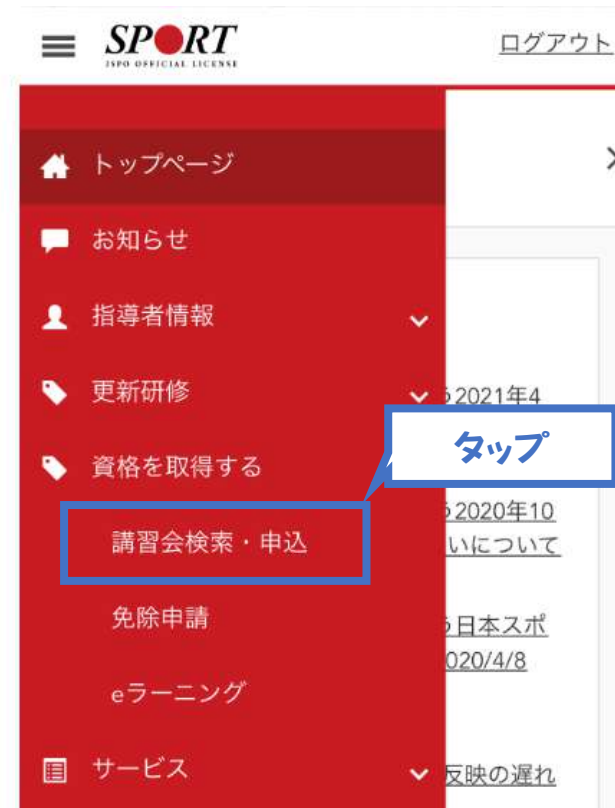 SPORT
JSPO OFFICIAL LICENSE
ログアウト
トップページ
お知らせ
指導者情報
更新研修
2021年4
タップ
資格を取得する
2020年10
講習会検索・申込
いについて
免除申請
日本スポ
020/4/8
eラーニング
サービス
反映の遅れ